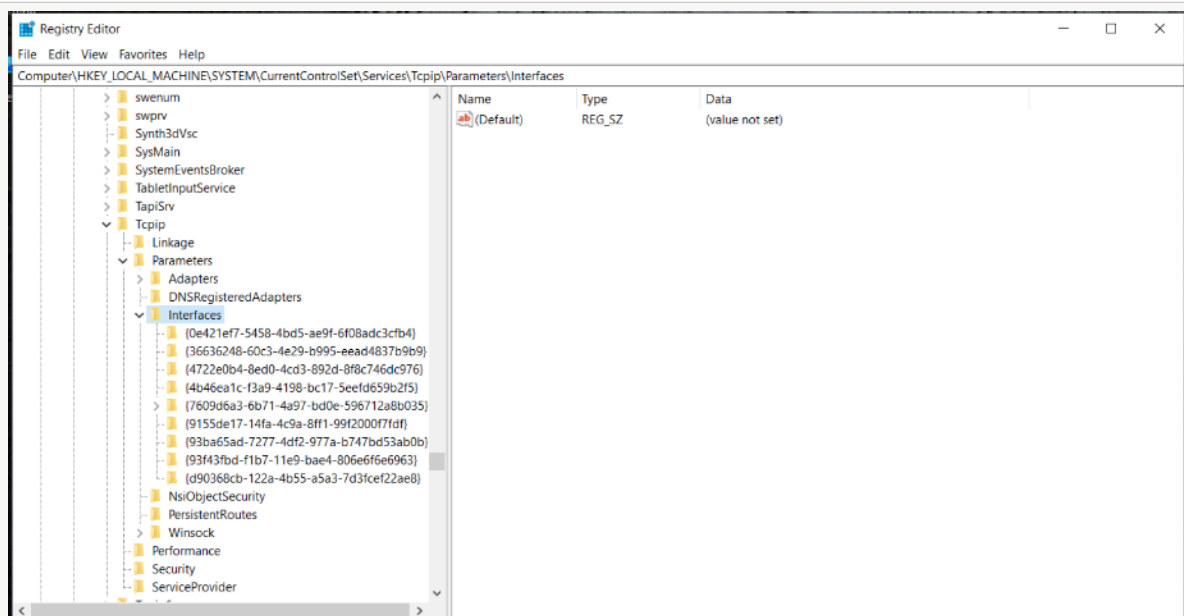 Registry Editor
File Edit View Favorites Help
Computer\HKEY_LOCAL_MACHINE\SYSTEM\CurrentControlSet\Services\Tcpip\Parameters\Interfaces
Name Type Data
(Default) REG_SZ (value not set)
swenum
swprv
Synth3dVsc
SysMain
SystemEventsBroker
TabletInputService
TapiSrv
Tcpip
Linkage
Parameters
Adapters
DNSRegisteredAdapters
Interfaces
{0e421ef7-5458-4bd5-ae9f-6f08adc3cfb4}
{36636248-60c3-4e29-b995-eead4837b9b9}
{4722e0b4-8ed0-4cd3-892d-8f8c746dc976}
{4b46ea1c-f3a9-4198-bc17-5eefd659b2f5}
{7609d6a3-6b71-4a97-bd0e-596712a8b035}
{9155de17-14fa-4c9a-8ff1-99f2000f7fdf}
{93ba65ad-7277-4df2-977a-b747bd53ab0b}
{93f43fbd-f1b7-11e9-bae4-806e6f6e6963}
{d90368cb-122a-4b55-a5a3-7d3fcef22ae8}
NsiObjectSecurity
PersistentRoutes
Winsock
Performance
Security
ServiceProvider